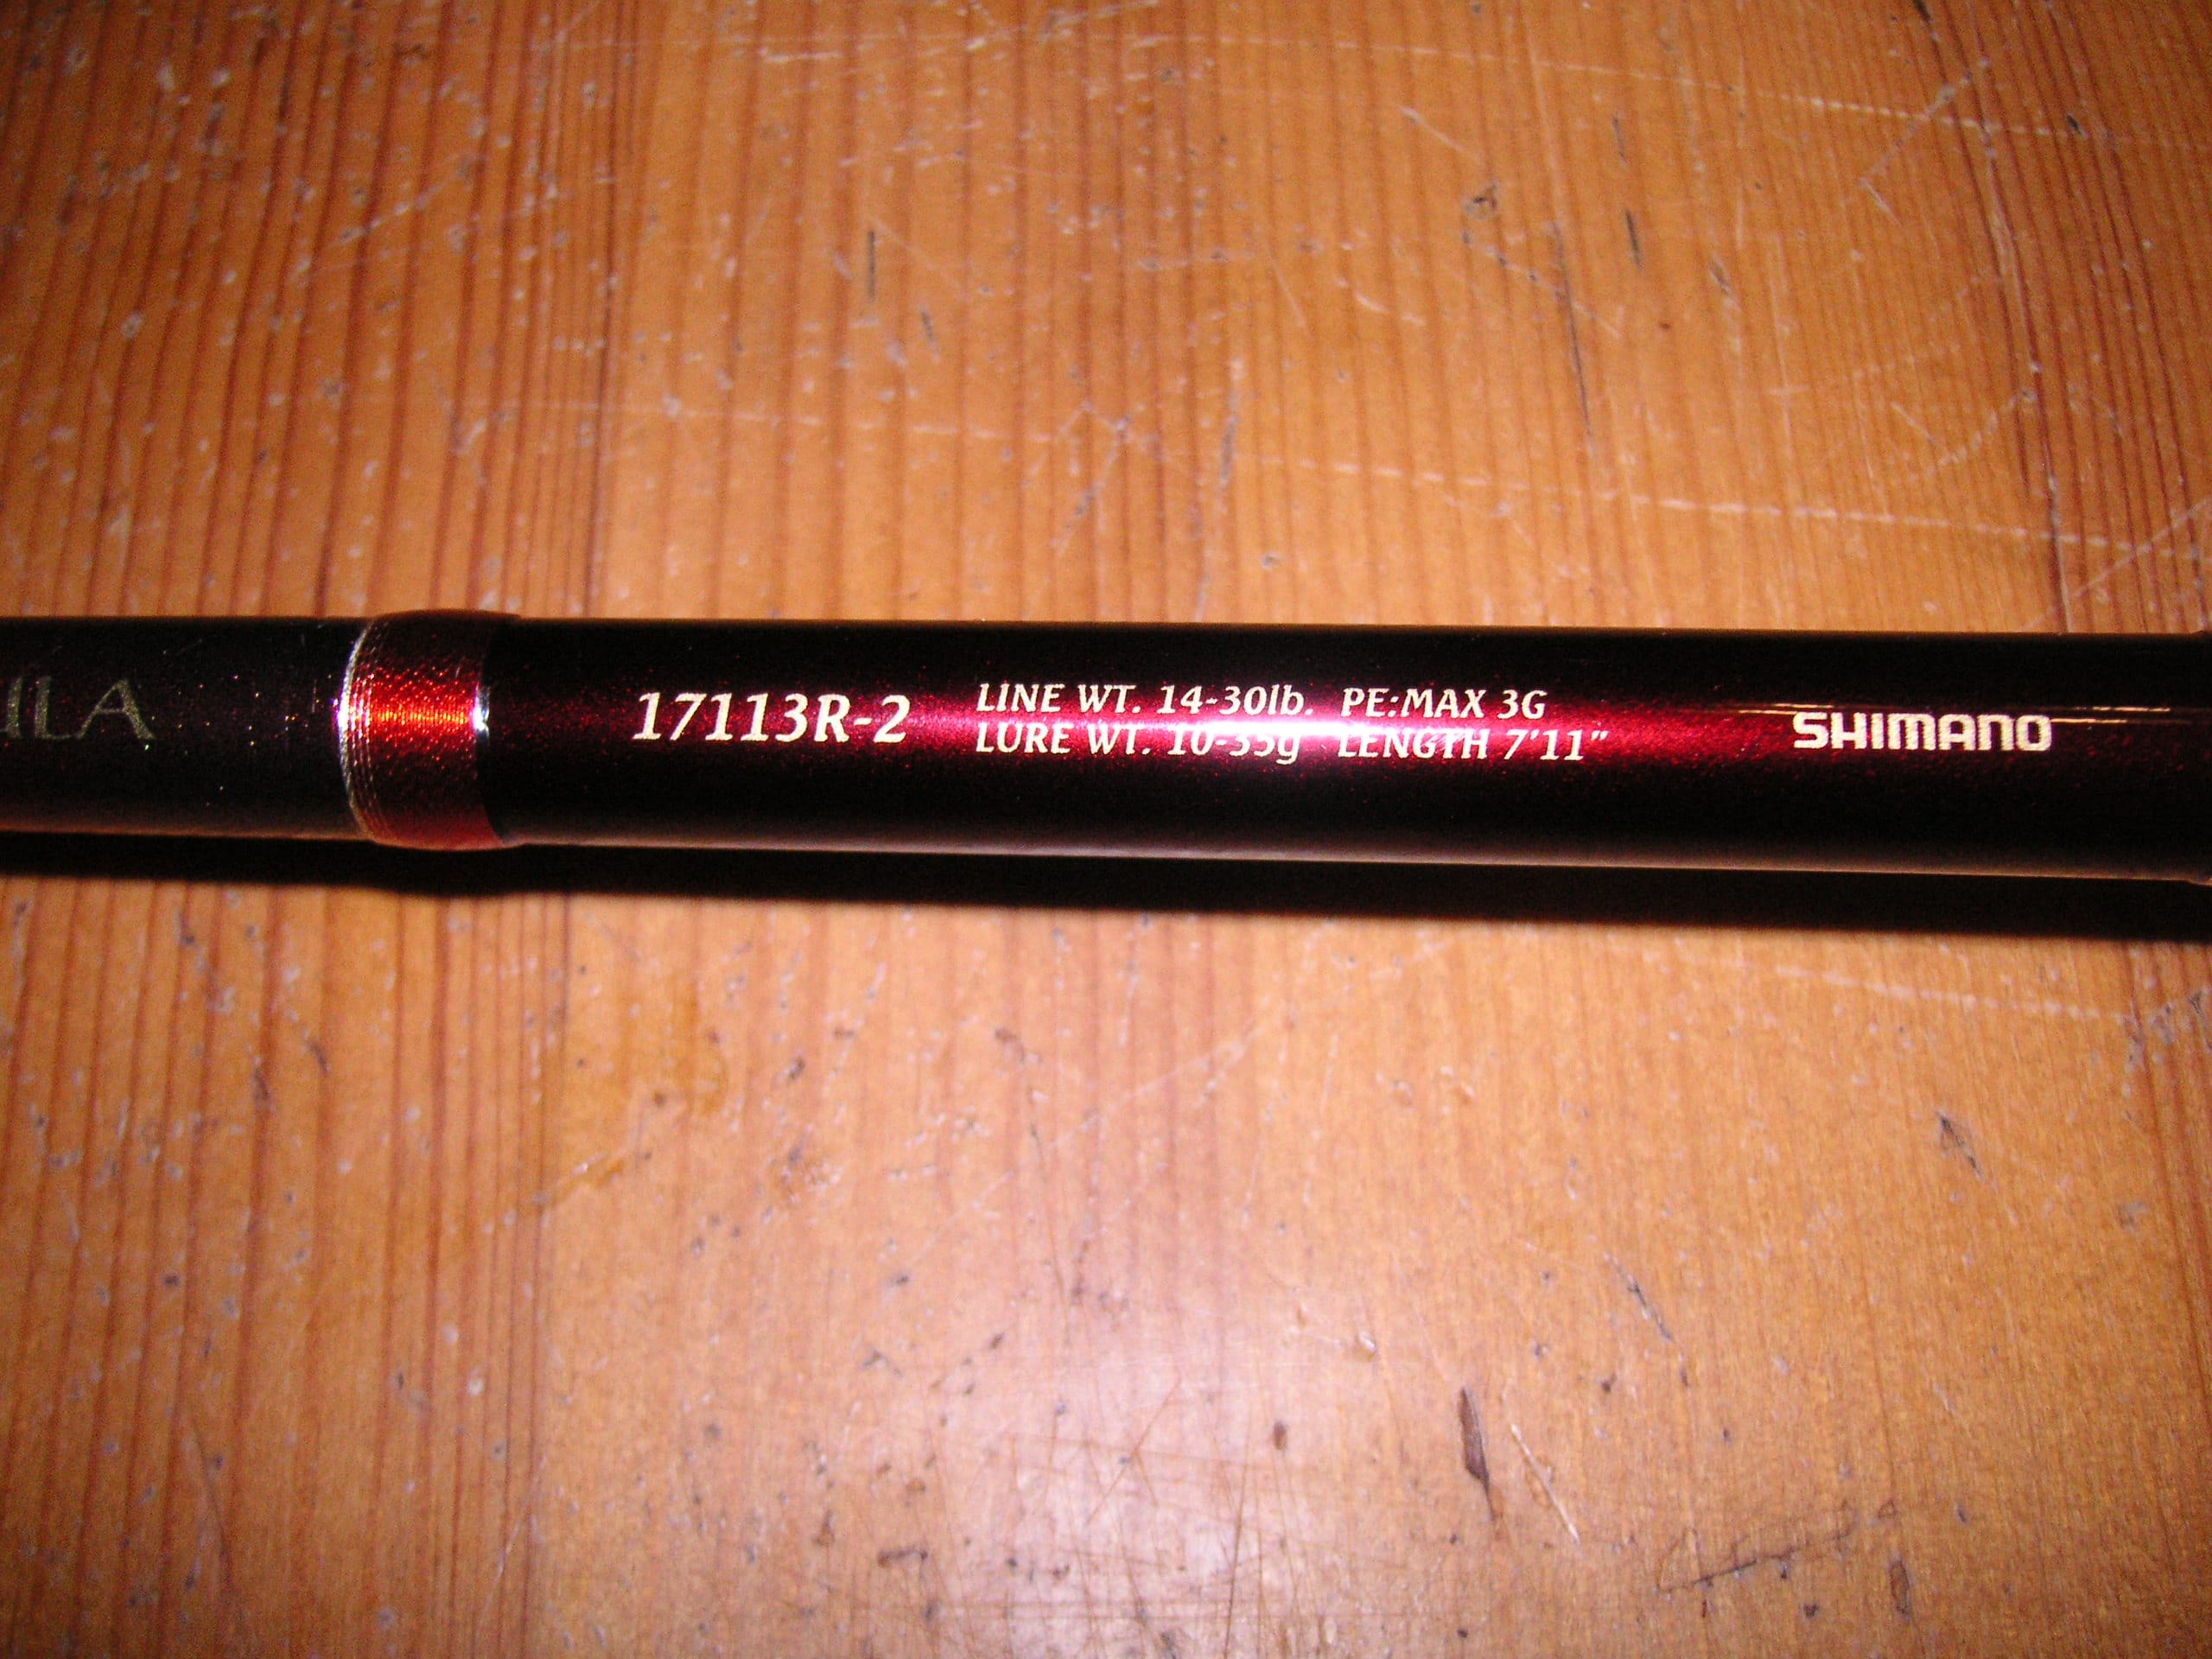 17113R-2
LINE WT. 14-30lb. PE:MAX 3G
LURE WT. 10-35g LENGTH 7'11"
SHIMANO